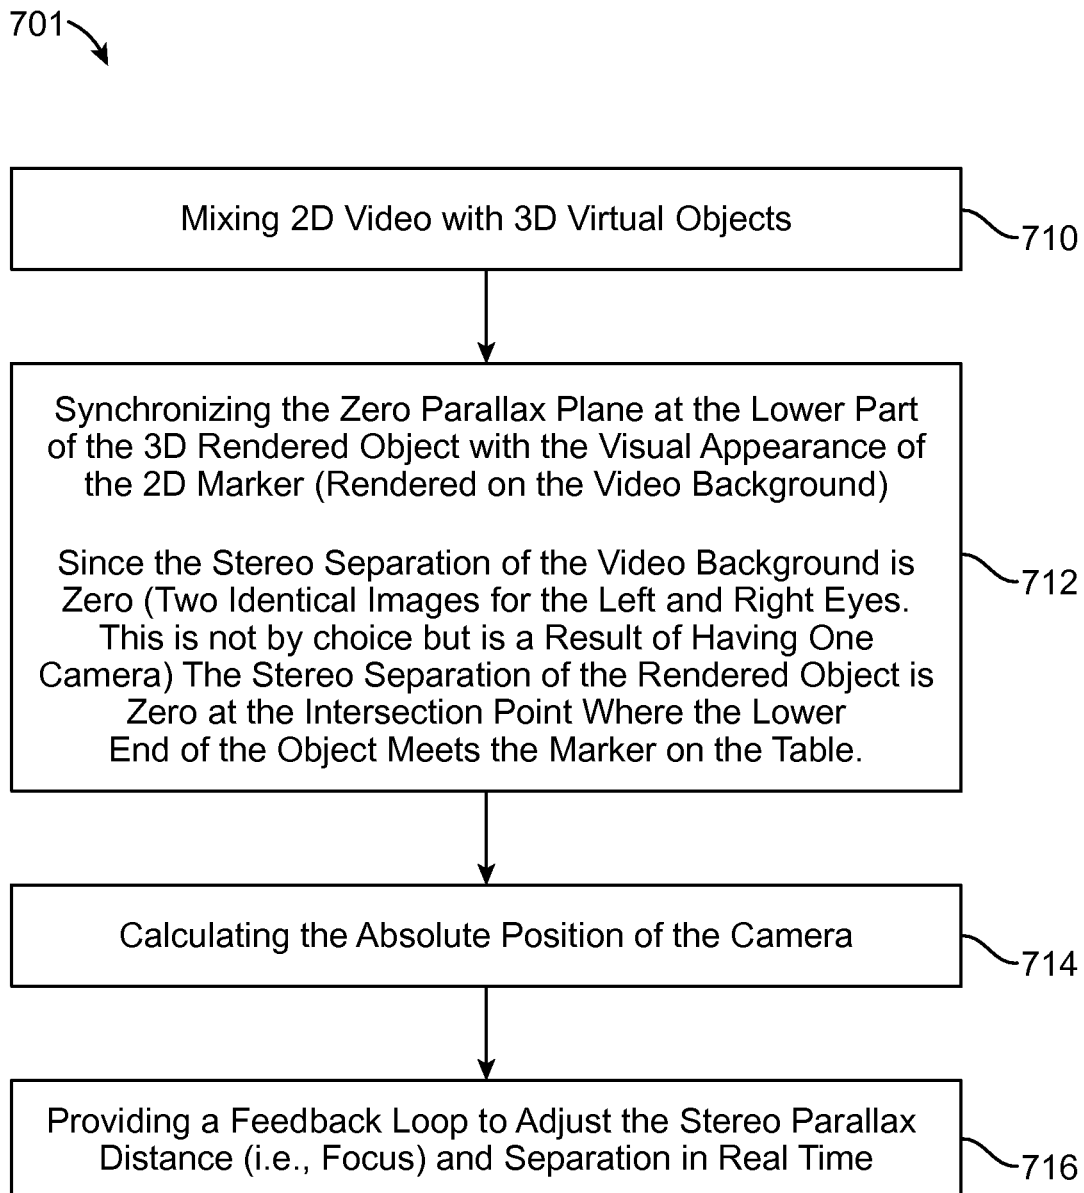 701
Mixing 2D Video with 3D Virtual Objects
710
Synchronizing the Zero Parallax Plane at the Lower Part
of the 3D Rendered Object with the Visual Appearance of
the 2D Marker (Rendered on the Video Background)
Since the Stereo Separation of the Video Background is
Zero (Two Identical Images for the Left and Right Eyes.
This is not by choice but is a Result of Having One
Camera) The Stereo Separation of the Rendered Object is
Zero at the Intersection Point Where the Lower
End of the Object Meets the Marker on the Table.
712
Calculating the Absolute Position of the Camera
714
Providing a Feedback Loop to Adjust the Stereo Parallax
Distance (i.e., Focus) and Separation in Real Time
716